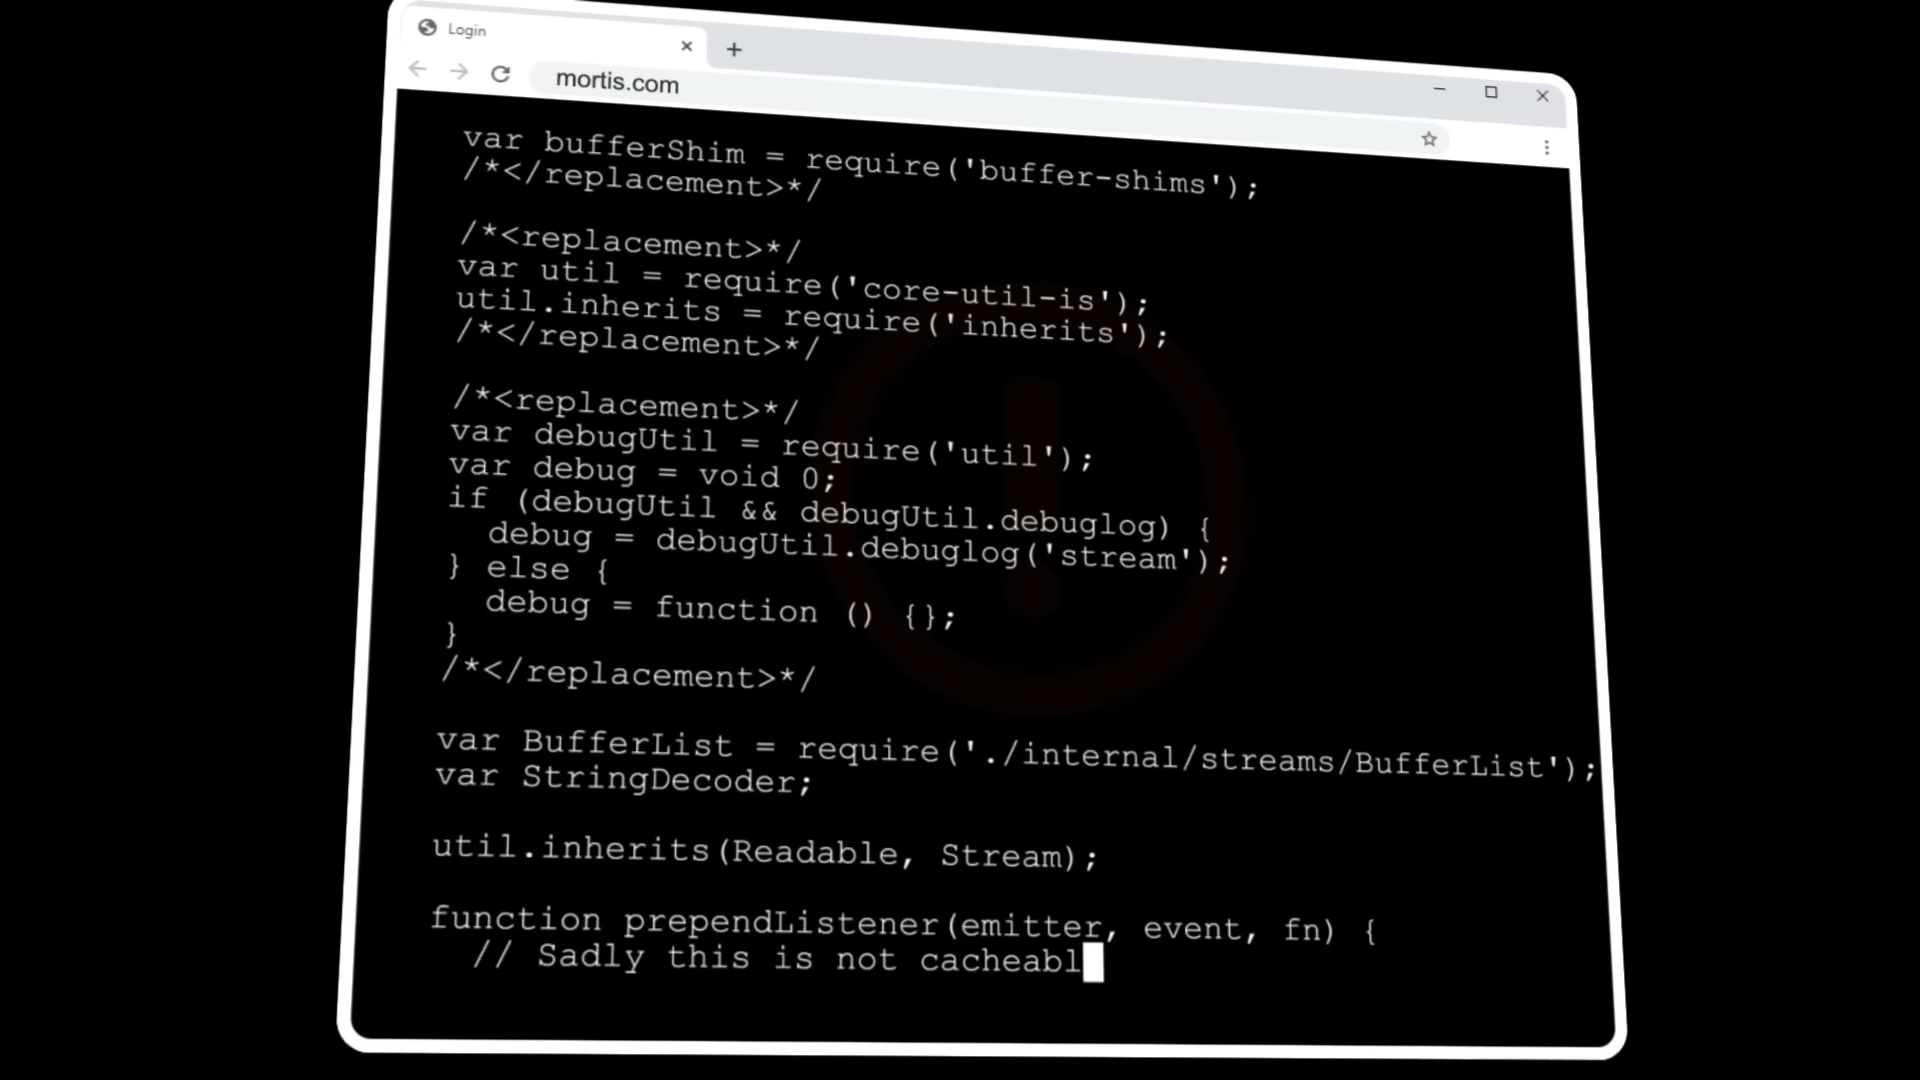 Login
mortis.com
var bufferShim = require('buffer-shims');
/*</replacement>*/
/*<replacement>*/
var util = require('core-util-is');
util.inherits = require('inherits');
/*</replacement>*/
/*<replacement>*/
var debugUtil = require('util');
var debug = void 0;
if (debugUtil && debugUtil.debuglog) {
  debug = debugUtil.debuglog('stream');
} else {
  debug = function () {};
}
/*</replacement>*/
var BufferList = require('./internal/streams/BufferList');
var StringDecoder;
util.inherits(Readable, Stream);
function prependListener(emitter, event, fn) {
  // Sadly this is not cacheabl